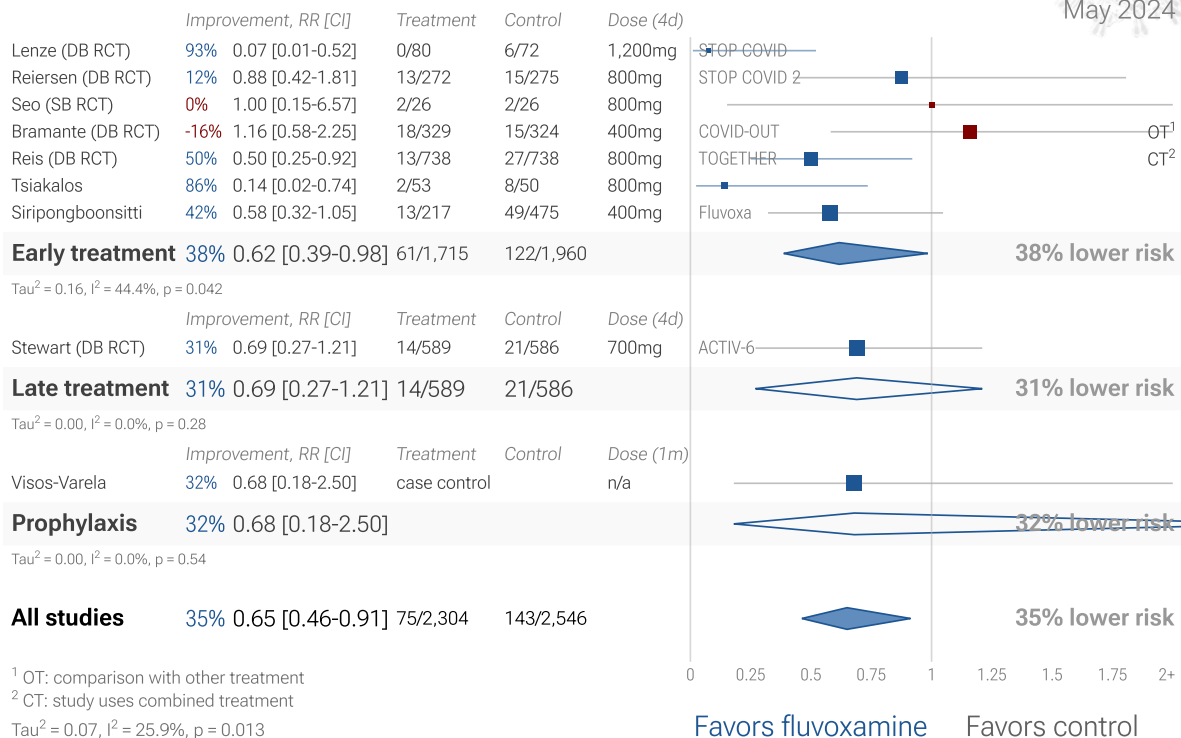 May 2024
Improvement, RR [CI] Treatment Control Dose (4d)
Lenze (DB RCT) 93% 0.07 [0.01-0.52] 0/80 6/72 1,200mg STOP COVID
Reiersen (DB RCT) 12% 0.88 [0.42-1.81] 13/272 15/275 800mg STOP COVID 2
Seo (SB RCT) 0% 1.00 [0.15-6.57] 2/26 2/26 800mg
Bramante (DB RCT) -16% 1.16 [0.58-2.25] 18/329 15/324 400mg COVID-OUT OT¹
Reis (DB RCT) 50% 0.50 [0.25-0.92] 13/738 27/738 800mg TOGETHER CT²
Tsiakalos 86% 0.14 [0.02-0.74] 2/53 8/50 800mg
Siripongboonsitti 42% 0.58 [0.32-1.05] 13/217 49/475 400mg Fluvoxa
Early treatment 38% 0.62 [0.39-0.98] 61/1,715 122/1,960 38% lower risk
Tau² = 0.16, I² = 44.4%, p = 0.042
Improvement, RR [CI] Treatment Control Dose (4d)
Stewart (DB RCT) 31% 0.69 [0.27-1.21] 14/589 21/586 700mg ACTIV-6
Late treatment 31% 0.69 [0.27-1.21] 14/589 21/586 31% lower risk
Tau² = 0.00, I² = 0.0%, p = 0.28
Improvement, RR [CI] Treatment Control Dose (1m)
Visos-Varela 32% 0.68 [0.18-2.50] case control n/a
Prophylaxis 32% 0.68 [0.18-2.50] 32% lower risk
Tau² = 0.00, I² = 0.0%, p = 0.54
All studies 35% 0.65 [0.46-0.91] 75/2,304 143/2,546 35% lower risk
0 0.25 0.5 0.75 1 1.25 1.5 1.75 2+
¹ OT: comparison with other treatment
² CT: study uses combined treatment
Tau² = 0.07, I² = 25.9%, p = 0.013
Favors fluvoxamine Favors control